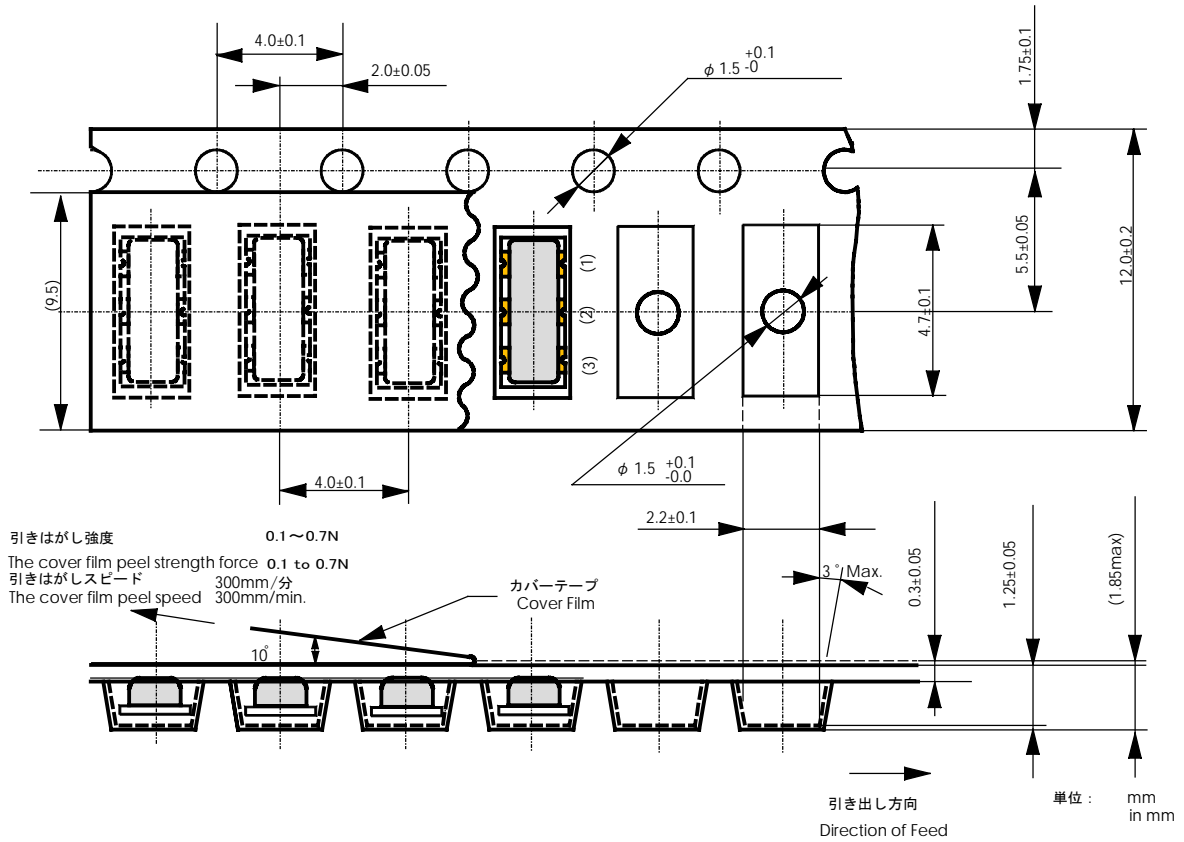 4.0±0.1
2.0±0.05
φ 1.5 +0.1 -0
1.75±0.1
(9.5)
(1)
(2)
(3)
4.7±0.1
5.5±0.05
12.0±0.2
4.0±0.1
φ 1.5 +0.1 -0.0
2.2±0.1
引きはがし強度 0.1～0.7N
The cover film peel strength force 0.1 to 0.7N
引きはがしスピード 300mm/分
The cover film peel speed 300mm/min.
カバーテープ
Cover Film
10°
3° Max.
0.3±0.05
1.25±0.05
(1.85max)
引き出し方向
Direction of Feed
単位： mm
in mm